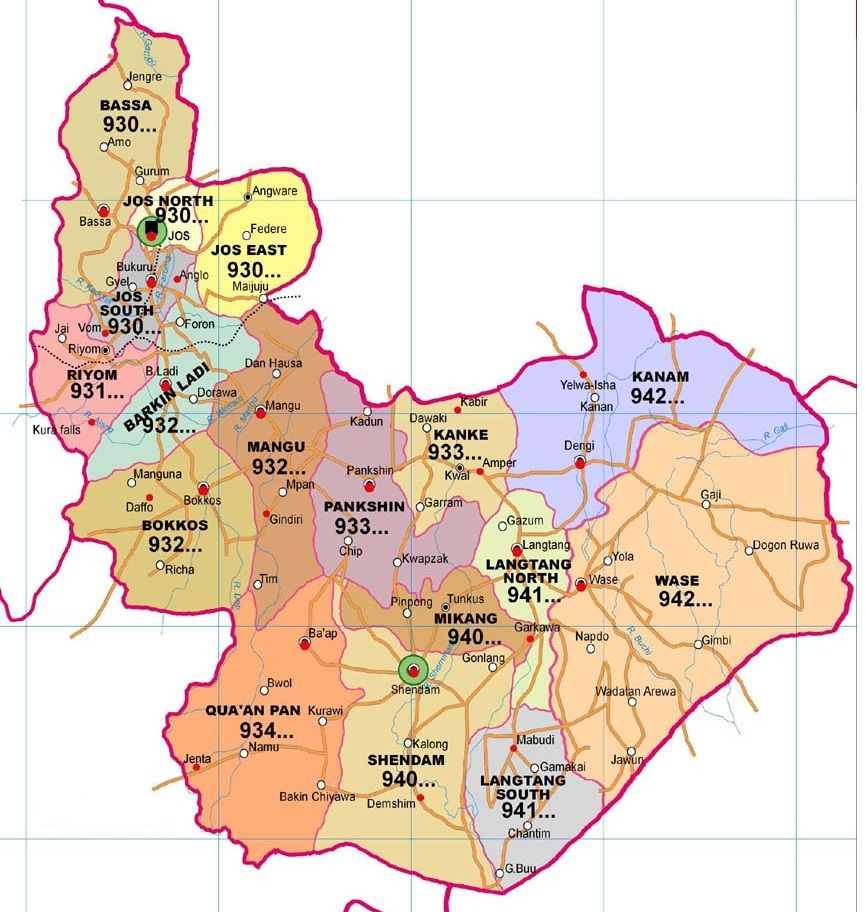 R. Gamo
Jengre
BASSA
930...
Amo
Gurum
JOS NORTH
930...
Bassa
JOS
Angware
Federe
JOS EAST
930...
Maijuju
Bukuru
Gyel
Anglo
R. Kaduna
JOS
SOUTH
930...
Foron
Jai
Vom
Riyom
RIYOM
931...
Kura falls
B.Ladi
Dorawa
BARKIN LADI
932...
Dan Hausa
Mangu
MANGU
932...
Mpan
Gindiri
Tim
Manguna
Daffo
Bokkos
BOKKOS
932...
Richa
R. Dep
Kadun
Pankshin
PANKSHIN
933...
Chip
Kwapzak
Kabir
Dawaki
KANKE
933...
Kwal
Amper
Garram
Yelwa-Isha
Kanan
KANAM
942...
Dengi
Gazum
Langtang
LANGTANG
NORTH
941...
Garkawa
Gaji
Dogon Ruwa
Yola
Wase
WASE
942...
Napdo
R. Buchi
Gimbi
Wadatan Arewa
Jawun
Pinpong
Tunkus
MIKANG
940...
Gonlang
R. Shemankar
Shendam
Ba'ap
Bwol
QUA'AN PAN
934...
Kurawi
Namu
Jenta
Bakin Chiyawa
Kalong
SHENDAM
940...
Demshim
Mabudi
Gamakai
LANGTANG
SOUTH
941...
Chantim
G.Buu